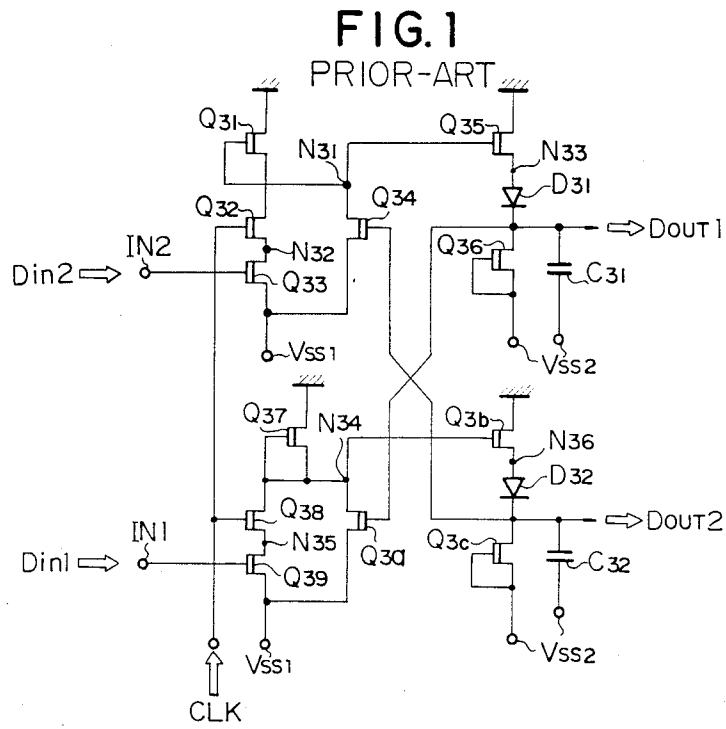 FIG.1
PRIOR-ART
Q31
Q35
N31
N33
D31
Q32
Q34
DOUT1
IN2
N32
Q36
Din2
Q33
C31
VSS1
VSS2
Q37
N34
Q3b
N36
D32
Q38
DOUT2
IN1
N35
Q3a
Q3c
Din1
Q39
C32
VSS1
VSS2
CLK